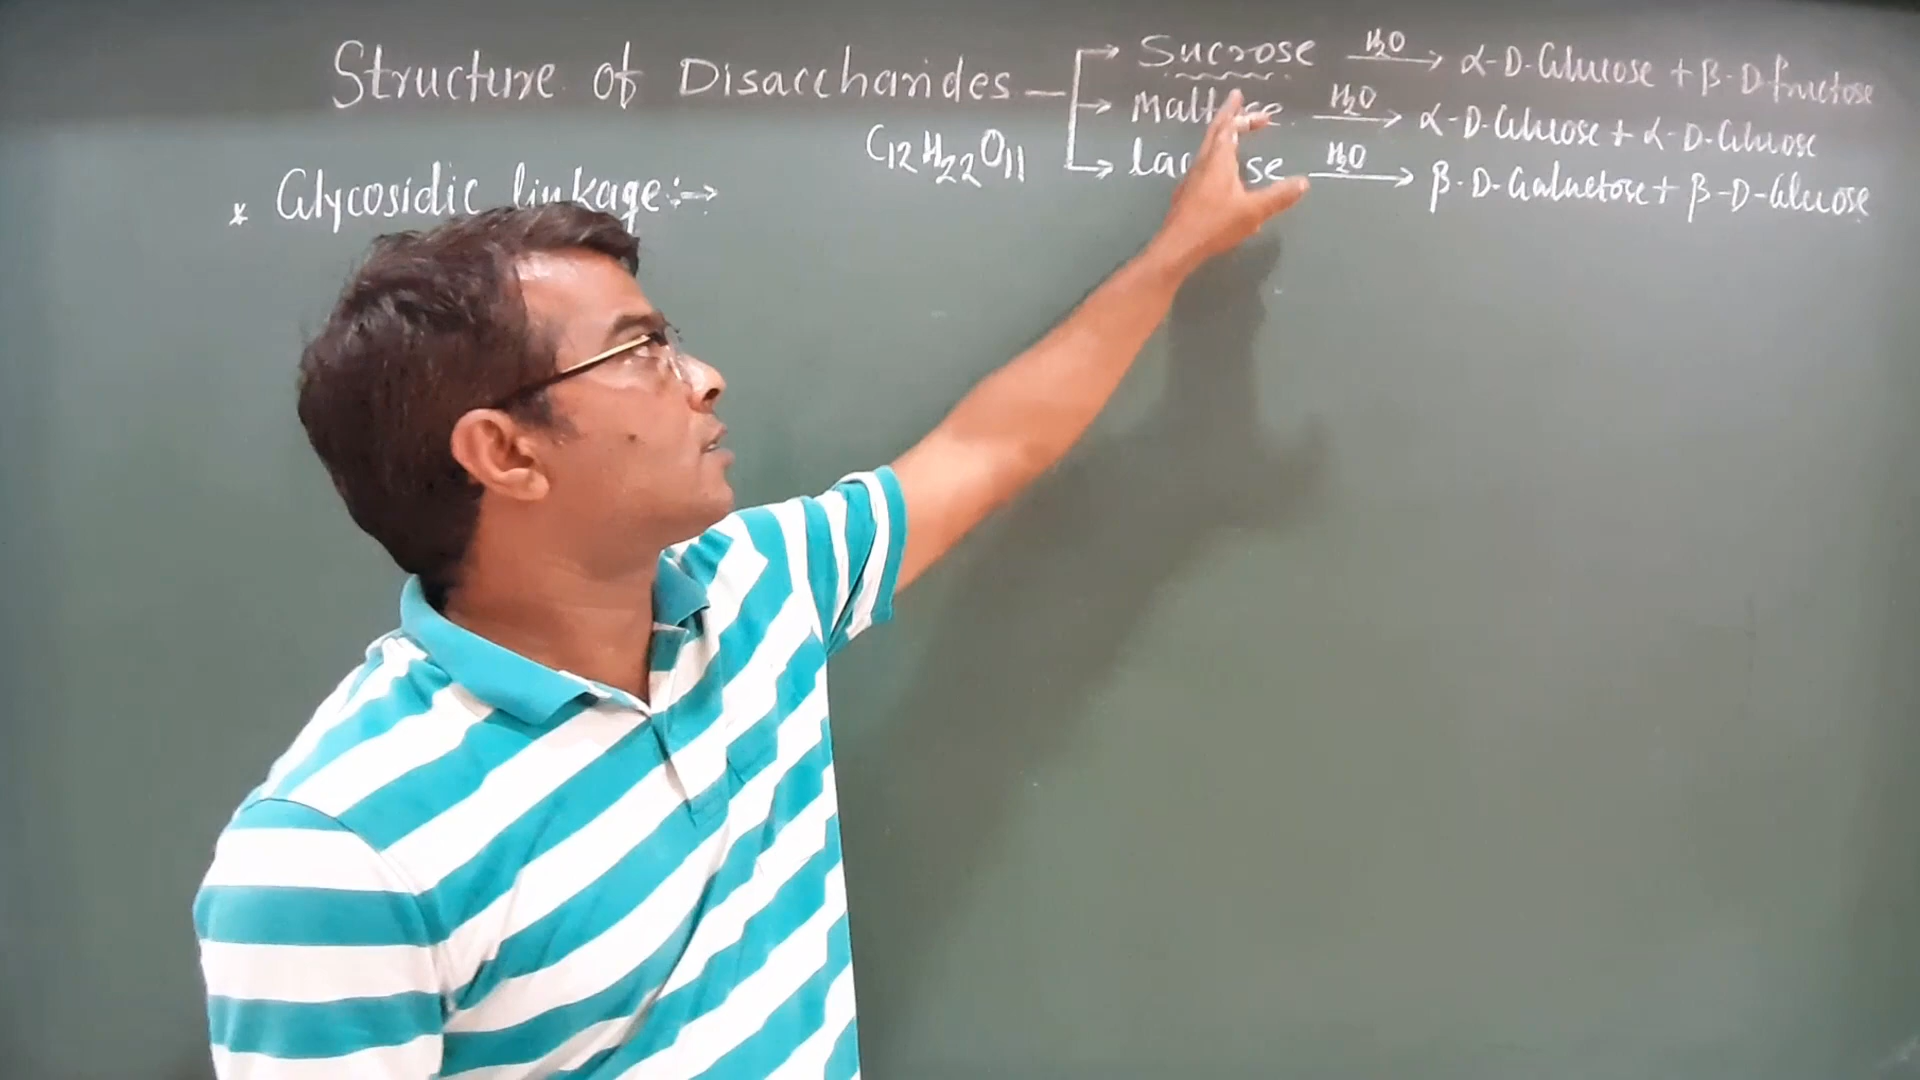 Structure of Disaccharides → Sucrose H₂O→ α-D-Glucose + β-D-fructose
→ Maltose H₂O→ α-D-Glucose + α-D-Glucose
C₁₂H₂₂O₁₁ → lactose H₂O→ β-D-Galactose + β-D-Glucose
* Glycosidic linkage:→